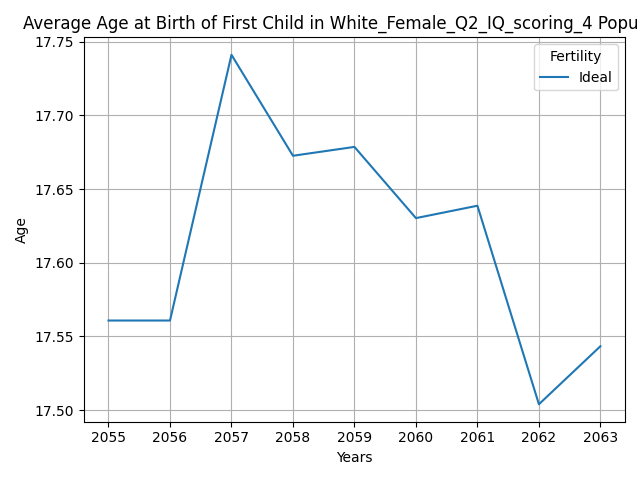 Average Age at Birth of First Child in White_Female_Q2_IQ_scoring_4 Popu
17.75
17.70
17.65
17.60
17.55
17.50
Age
Fertility
Ideal
2055 2056 2057 2058 2059 2060 2061 2062 2063
Years